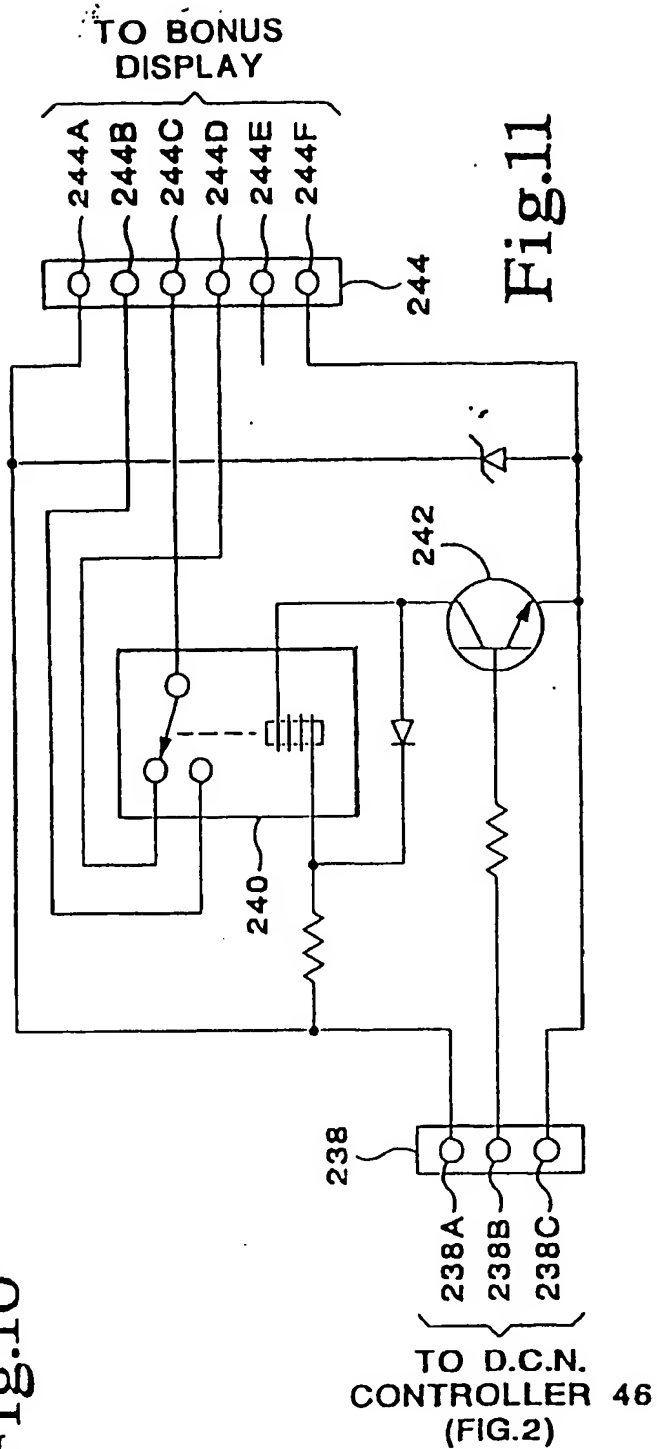 TO BONUS
DISPLAY
244A
244B
244C
244D
244E
244F
244
Fig.11
242
240
238
238A
238B
238C
TO D.C.N.
CONTROLLER 46
(FIG.2)